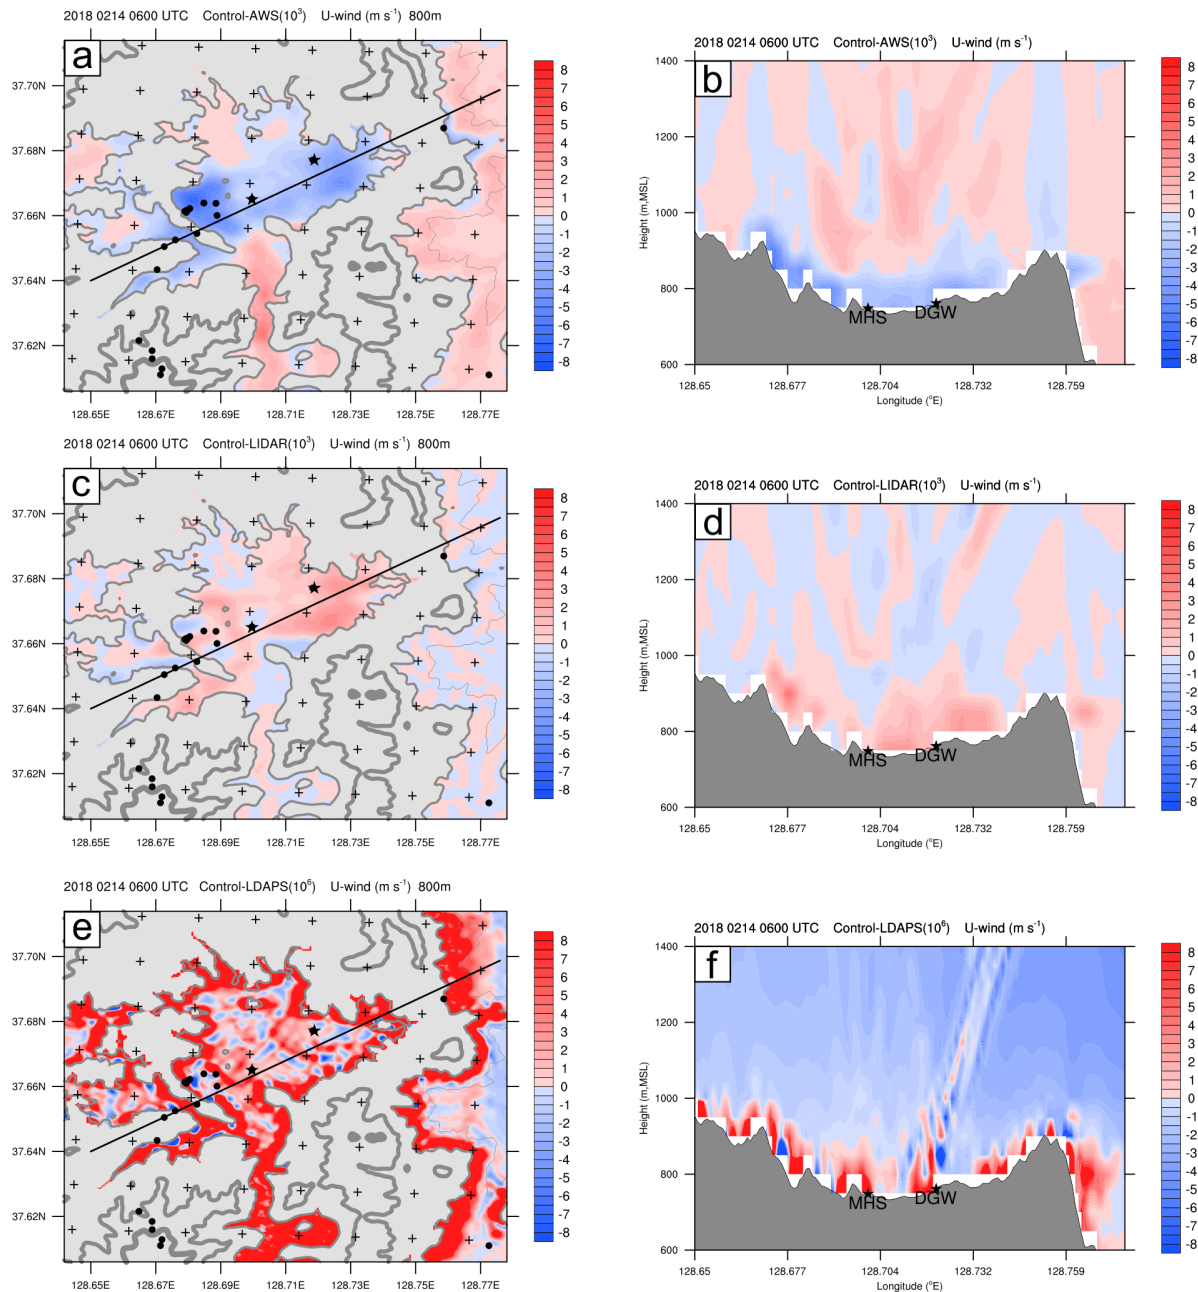 2018 0214 0600 UTC Control-AWS(10³) U-wind (m s⁻¹) 800m
a
37.70N
37.68N
37.66N
37.64N
37.62N
128.65E 128.67E 128.69E 128.71E 128.73E 128.75E 128.77E
8
7
6
5
4
3
2
1
0
-1
-2
-3
-4
-5
-6
-7
-8
2018 0214 0600 UTC Control-AWS(10³) U-wind (m s⁻¹)
b
Height (m,MSL)
1400
1200
1000
800
600
MHS DGW
128.65 128.677 128.704 128.732 128.759
Longitude (°E)
8
7
6
5
4
3
2
1
0
-1
-2
-3
-4
-5
-6
-7
-8
2018 0214 0600 UTC Control-LIDAR(10³) U-wind (m s⁻¹) 800m
c
37.70N
37.68N
37.66N
37.64N
37.62N
128.65E 128.67E 128.69E 128.71E 128.73E 128.75E 128.77E
8
7
6
5
4
3
2
1
0
-1
-2
-3
-4
-5
-6
-7
-8
2018 0214 0600 UTC Control-LIDAR(10³) U-wind (m s⁻¹)
d
Height (m,MSL)
1400
1200
1000
800
600
MHS DGW
128.65 128.677 128.704 128.732 128.759
Longitude (°E)
8
7
6
5
4
3
2
1
0
-1
-2
-3
-4
-5
-6
-7
-8
2018 0214 0600 UTC Control-LDAPS(10⁶) U-wind (m s⁻¹) 800m
e
37.70N
37.68N
37.66N
37.64N
37.62N
128.65E 128.67E 128.69E 128.71E 128.73E 128.75E 128.77E
8
7
6
5
4
3
2
1
0
-1
-2
-3
-4
-5
-6
-7
-8
2018 0214 0600 UTC Control-LDAPS(10⁶) U-wind (m s⁻¹)
f
Height (m,MSL)
1400
1200
1000
800
600
MHS DGW
128.65 128.677 128.704 128.732 128.759
Longitude (°E)
8
7
6
5
4
3
2
1
0
-1
-2
-3
-4
-5
-6
-7
-8